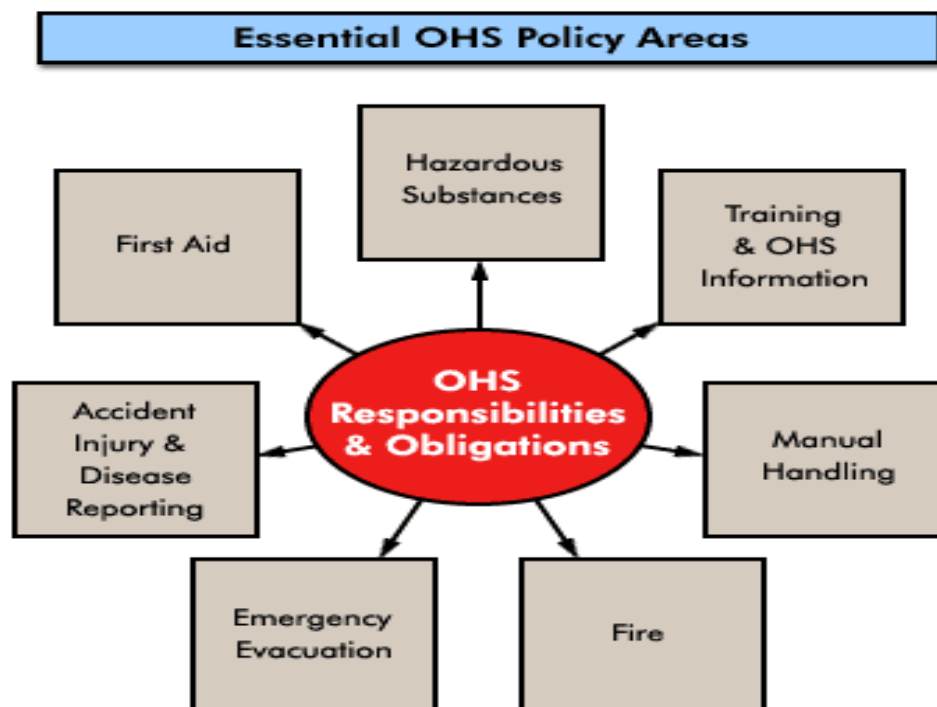 Essential OHS Policy Areas
Hazardous
Substances
First Aid
Training
& OHS
Information
OHS
Responsibilities
& Obligations
Accident
Injury &
Disease
Reporting
Manual
Handling
Emergency
Evacuation
Fire